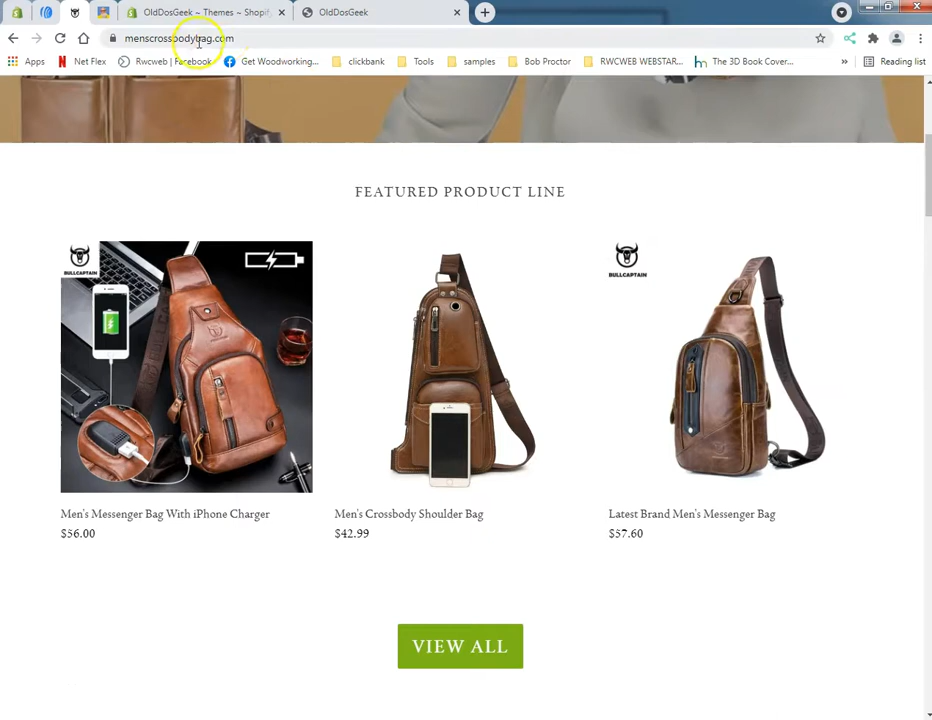 OldDosGeek ~ Themes ~ Shopif
OldDosGeek
menscrossbodybag.com
Apps
Net Flex
Rwcweb | Facebook
Get Woodworking...
clickbank
Tools
samples
Bob Proctor
RWCWEB WEBSTAR...
The 3D Book Cover...
»
Reading list
FEATURED PRODUCT LINE
BULLCAPTAIN
BULLCAPTAIN
Men's Messenger Bag With iPhone Charger
$56.00
Men's Crossbody Shoulder Bag
$42.99
Latest Brand Men's Messenger Bag
$57.60
VIEW ALL